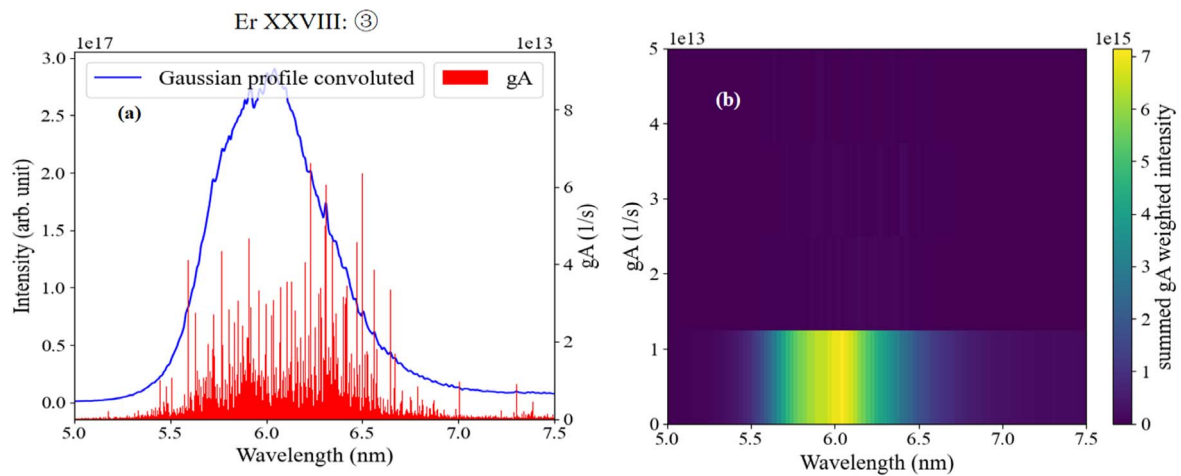 Er XXVIII: ③
1e17
1e13
3.0
2.5
2.0
1.5
1.0
0.5
0.0
Intensity (arb. unit)
Gaussian profile convoluted
gA
(a)
8
6
4
2
0
gA (1/s)
5.0 5.5 6.0 6.5 7.0 7.5
Wavelength (nm)
1e13
5
4
3
2
1
0
gA (1/s)
(b)
5.0 5.5 6.0 6.5 7.0 7.5
Wavelength (nm)
1e15
7
6
5
4
3
2
1
0
summed gA weighted intensity